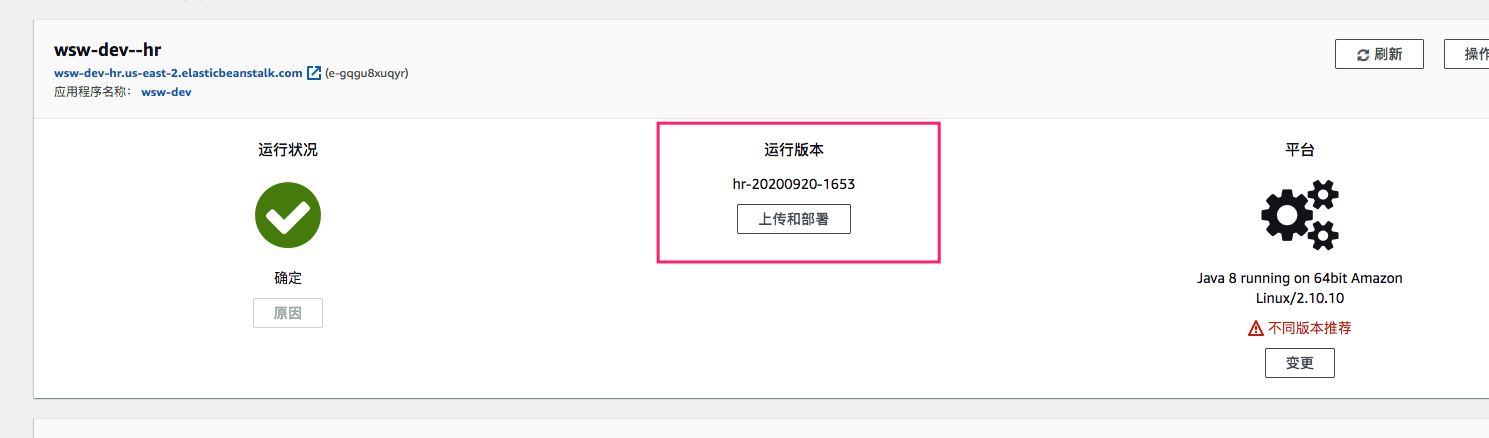 wsw-dev--hr
wsw-dev-hr.us-east-2.elasticbeanstalk.com (e-gqgu8xuqyr)
应用程序名称： wsw-dev
刷新
操作
运行状况
确定
原因
运行版本
hr-20200920-1653
上传和部署
平台
Java 8 running on 64bit Amazon
Linux/2.10.10
不同版本推荐
变更